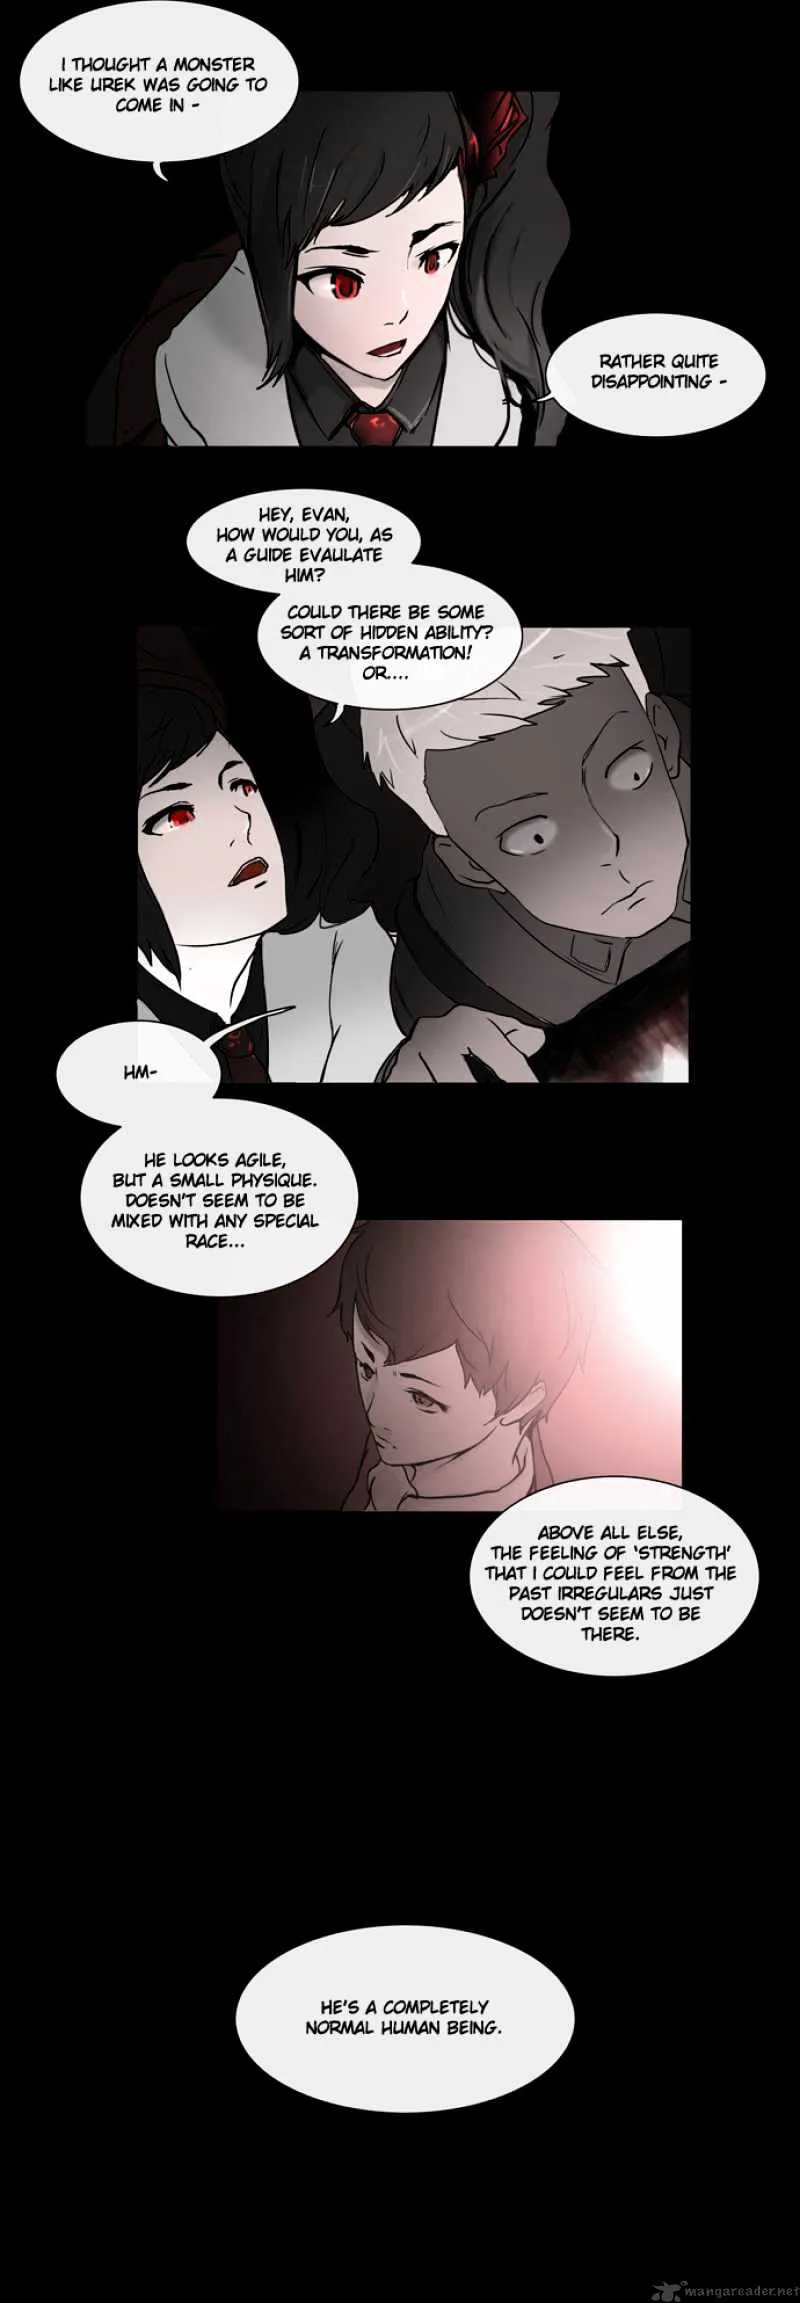 I THOUGHT A MONSTER
LIKE UREK WAS GOING TO
COME IN -
RATHER QUITE
DISAPPOINTING -
HEY, EVAN,
HOW WOULD YOU, AS
A GUIDE EVAULATE
HIM?
COULD THERE BE SOME
SORT OF HIDDEN ABILITY?
A TRANSFORMATION!
OR....
HM-
HE LOOKS AGILE,
BUT A SMALL PHYSIQUE.
DOESN'T SEEM TO BE
MIXED WITH ANY SPECIAL
RACE...
ABOVE ALL ELSE,
THE FEELING OF 'STRENGTH'
THAT I COULD FEEL FROM THE
PAST IRREGULARS JUST
DOESN'T SEEM TO BE
THERE.
HE'S A COMPLETELY
NORMAL HUMAN BEING.
mangareader.net